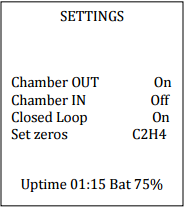 SETTINGS
Chamber OUT On
Chamber IN Off
Closed Loop On
Set zeros C2H4
Uptime 01:15 Bat 75%